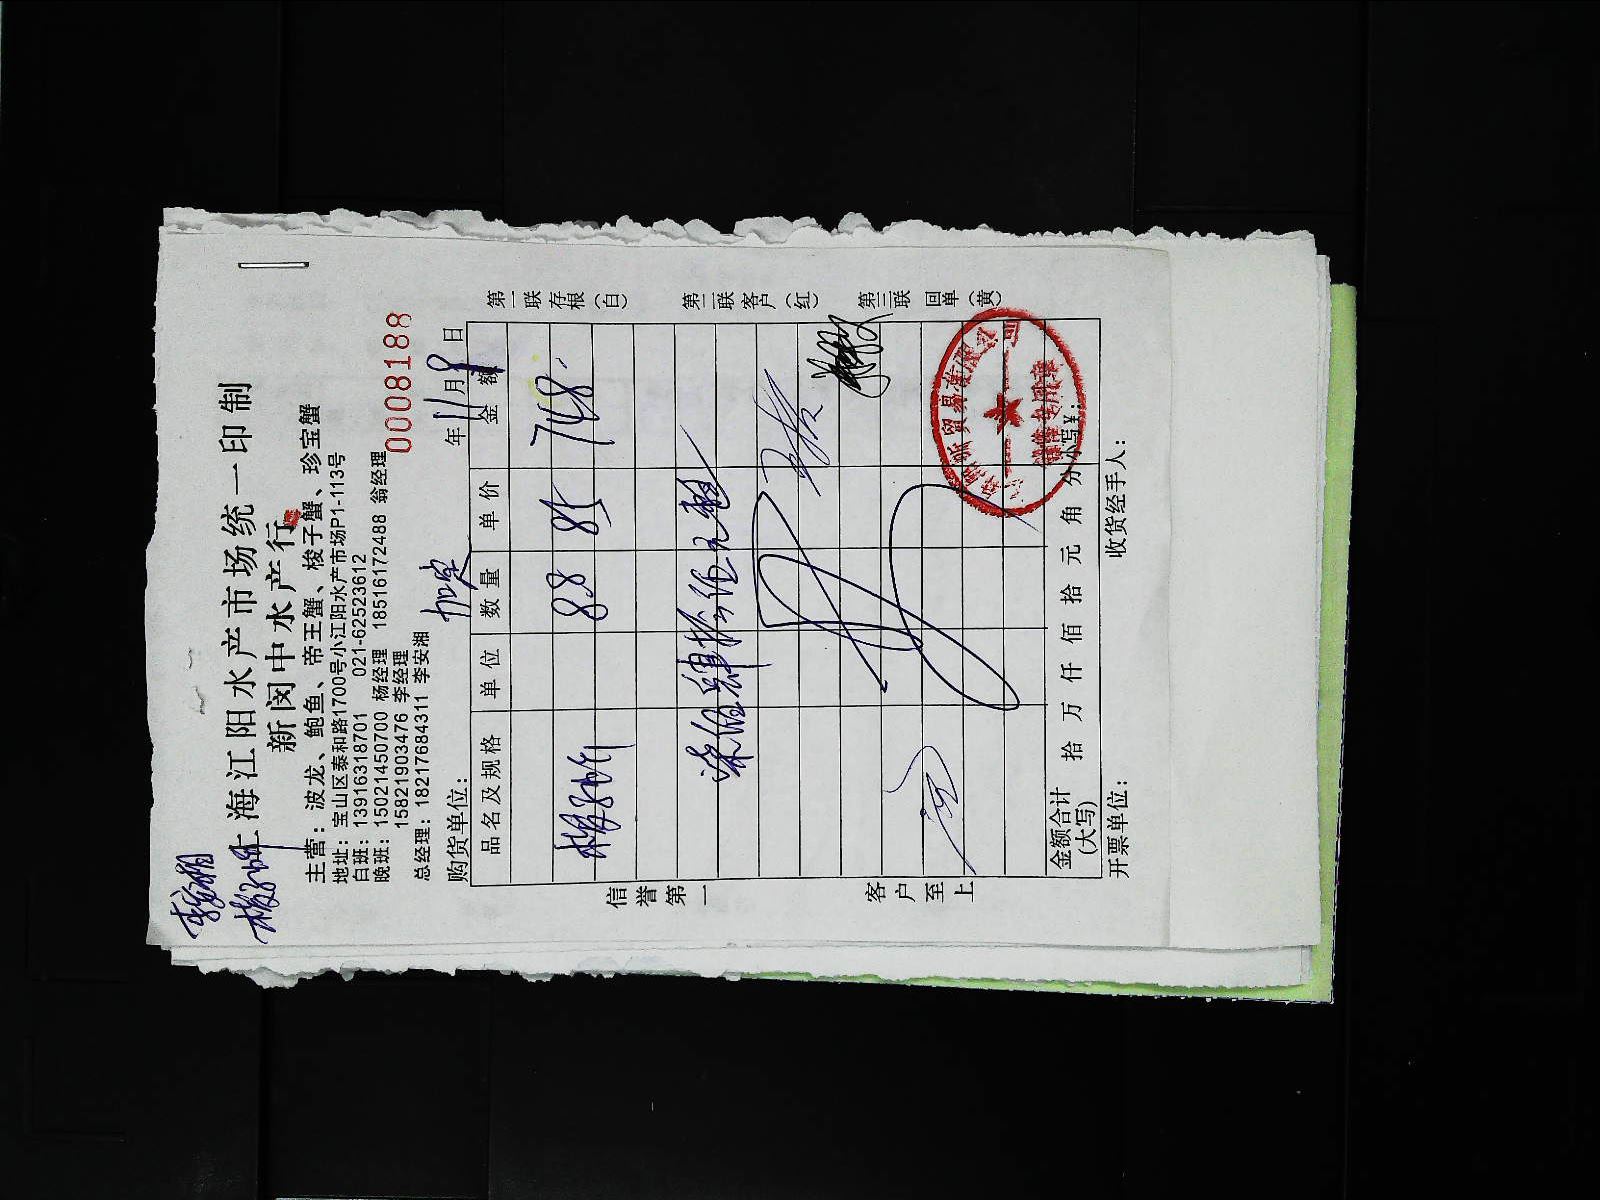 上海江阳水产市场统一印制
新闵中水产行
主营：波龙、鲍鱼、帝王蟹、梭子蟹、珍宝蟹
地址：宝山区泰和路1700号小江阳水产市场P1-113号
白班：13916318701 021-62523612
晚班：15021450700 杨经理 18516172488 翁经理
15821903476 李经理
总经理：18217684311 李安湘
0008188
购货单位： 年 11 月 8 日
品名及规格 单位 数量 单价 金额
88 85 748
金额合计(大写) 拾 万 仟 佰 拾 元 角 分 小写¥：
开票单位： 收货经手人：
信誉第一 客户至上
第一联 存根（白）
第二联 客户（红）
第三联 回单（黄）